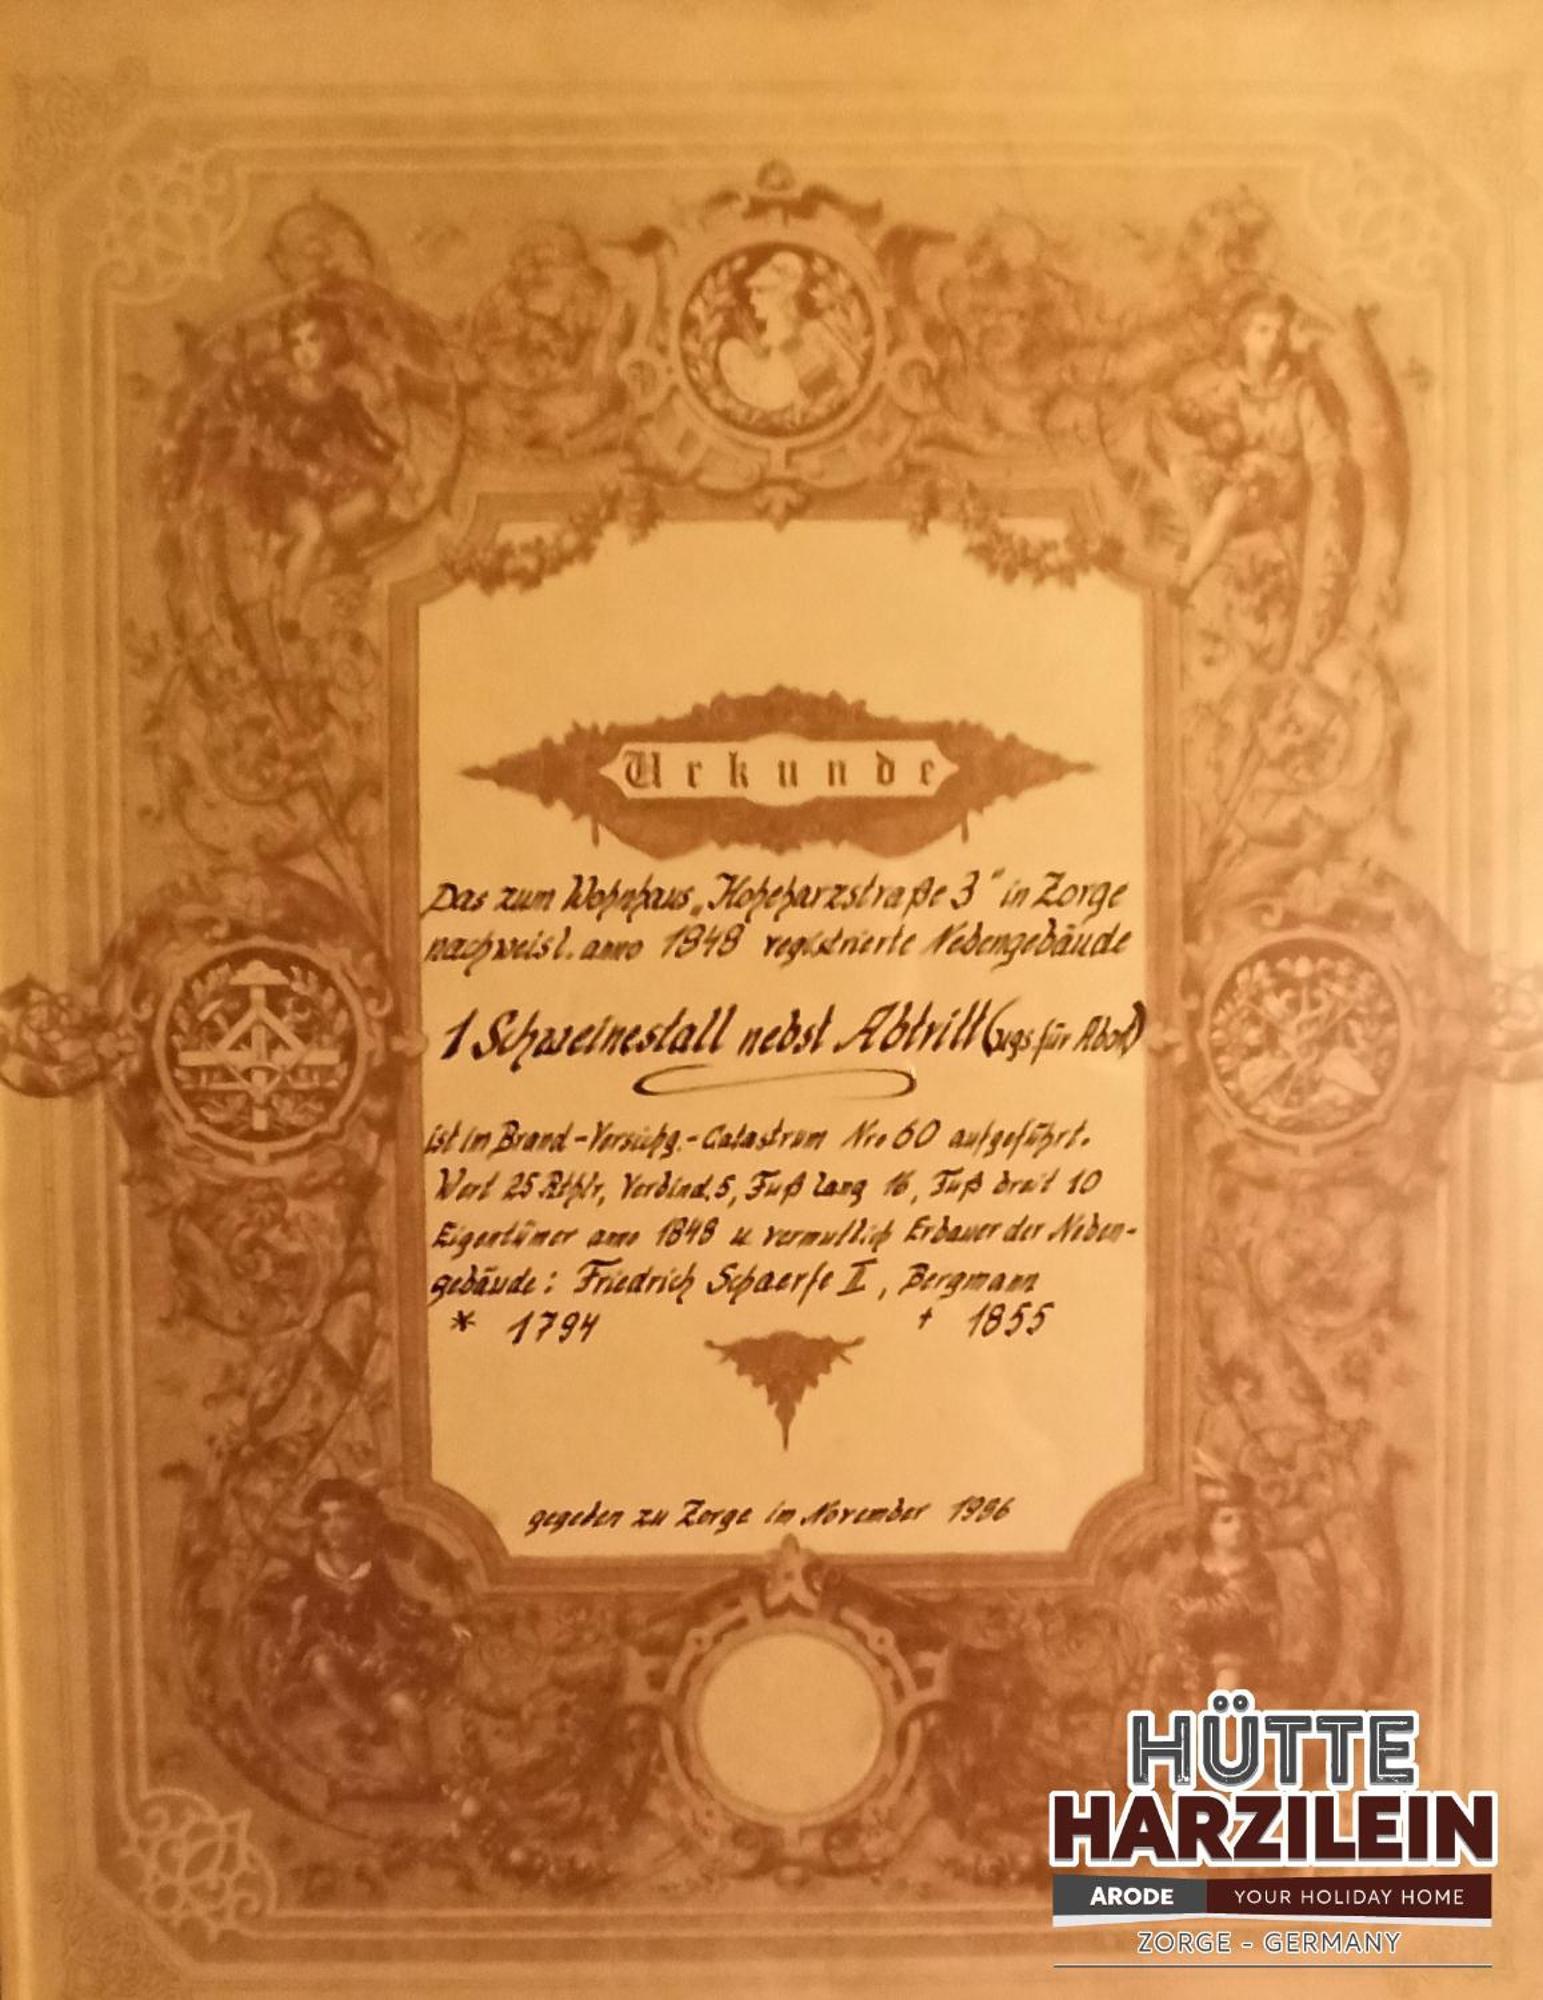 Urkunde
Das zum Wohnhaus „Hoheharzstraße 3" in Zorge
nachweisl. anno 1848 registrierte Nebengebäude
1 Schweinestall nebst Abtritt (ugs für Abort)
ist im Brand-Versichg.-Catastrum Nro 60 aufgeführt.
Wert 25 Rthlr, Verbind. 5, Fuß lang 16, Fuß breit 10
Eigentümer anno 1848 u vermutlich Erbauer der Neben-
gebäude: Friedrich Schaerfe II, Bergmann
* 1794 † 1855
gegeben zu Zorge im November 1996
HÜTTE
HARZILEIN
ARODE YOUR HOLIDAY HOME
ZORGE - GERMANY